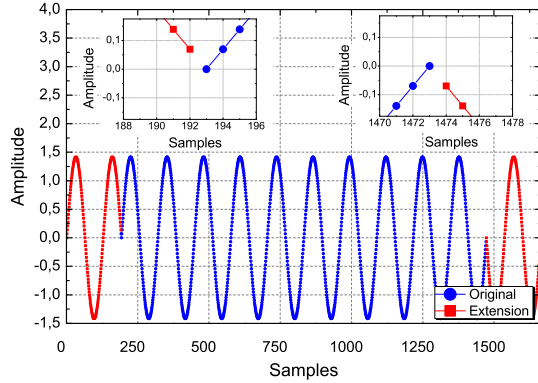 4,0
3,5
3,0
2,5
2,0
1,5
1,0
0,5
0,0
-0,5
-1,0
-1,5
Amplitude
0 250 500 750 1000 1250 1500
Samples
0,1
0,0
-0,1
Amplitude
188 190 192 194 196
Samples
0,1
0,0
-0,1
Amplitude
1470 1472 1474 1476 1478
Samples
Original
Extension